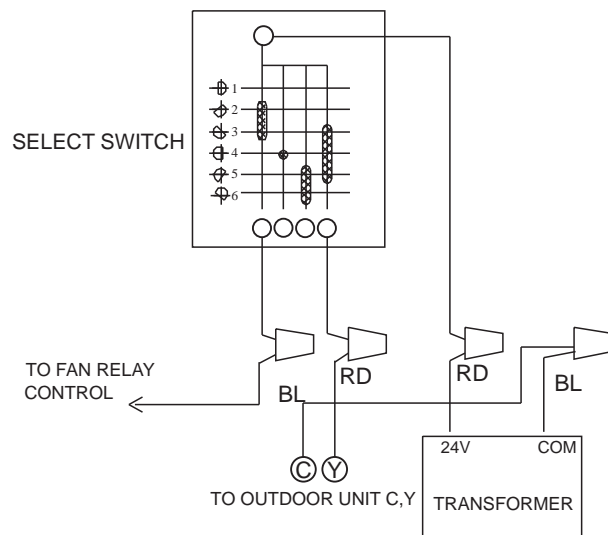 1
2
SELECT SWITCH
3
4
5
6
TO FAN RELAY
CONTROL
BL
RD
RD
BL
C Y
24V COM
TO OUTDOOR UNIT C,Y
TRANSFORMER